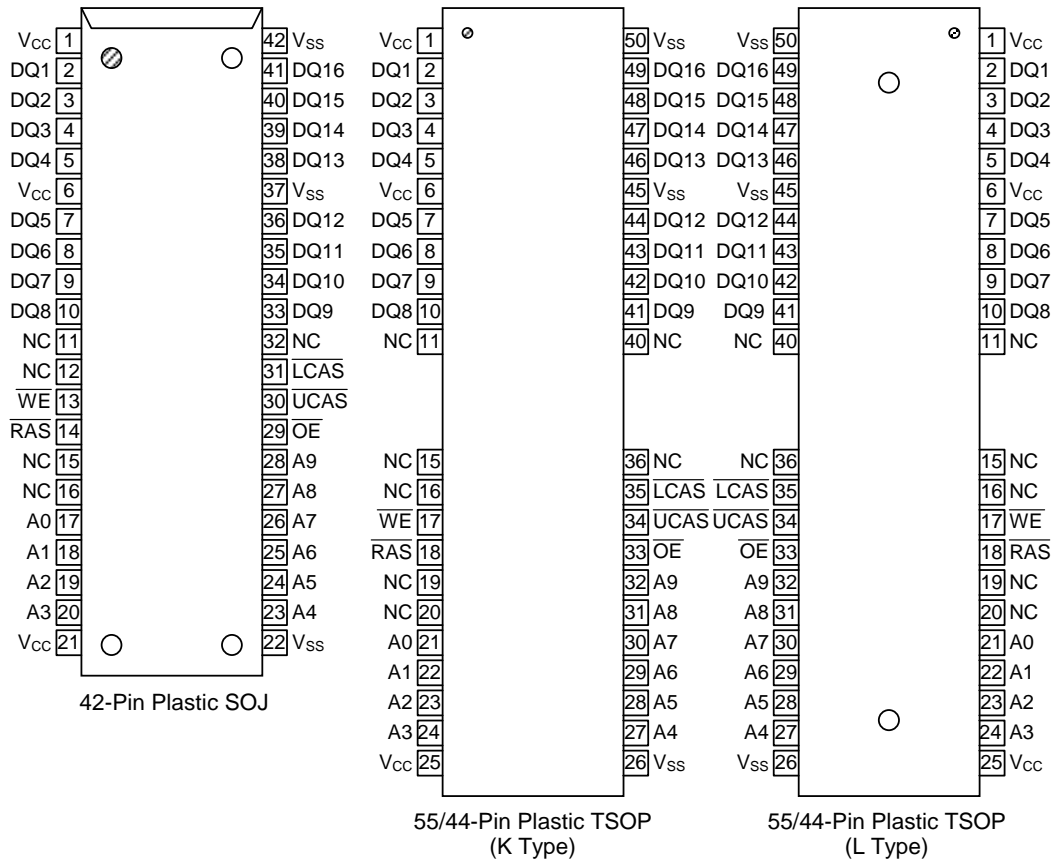 VCC 1 42 VSS
DQ1 2 41 DQ16
DQ2 3 40 DQ15
DQ3 4 39 DQ14
DQ4 5 38 DQ13
VCC 6 37 VSS
DQ5 7 36 DQ12
DQ6 8 35 DQ11
DQ7 9 34 DQ10
DQ8 10 33 DQ9
NC 11 32 NC
NC 12 31 LCAS
WE 13 30 UCAS
RAS 14 29 OE
NC 15 28 A9
NC 16 27 A8
A0 17 26 A7
A1 18 25 A6
A2 19 24 A5
A3 20 23 A4
VCC 21 22 VSS
42-Pin Plastic SOJ
VCC 1 50 VSS
DQ1 2 49 DQ16
DQ2 3 48 DQ15
DQ3 4 47 DQ14
DQ4 5 46 DQ13
VCC 6 45 VSS
DQ5 7 44 DQ12
DQ6 8 43 DQ11
DQ7 9 42 DQ10
DQ8 10 41 DQ9
NC 11 40 NC
NC 15 36 NC
NC 16 35 LCAS
WE 17 34 UCAS
RAS 18 33 OE
NC 19 32 A9
NC 20 31 A8
A0 21 30 A7
A1 22 29 A6
A2 23 28 A5
A3 24 27 A4
VCC 25 26 VSS
55/44-Pin Plastic TSOP
(K Type)
VSS 50 1 VCC
DQ16 49 2 DQ1
DQ15 48 3 DQ2
DQ14 47 4 DQ3
DQ13 46 5 DQ4
VSS 45 6 VCC
DQ12 44 7 DQ5
DQ11 43 8 DQ6
DQ10 42 9 DQ7
DQ9 41 10 DQ8
NC 40 11 NC
NC 36 15 NC
LCAS 35 16 NC
UCAS 34 17 WE
OE 33 18 RAS
A9 32 19 NC
A8 31 20 NC
A7 30 21 A0
A6 29 22 A1
A5 28 23 A2
A4 27 24 A3
VSS 26 25 VCC
55/44-Pin Plastic TSOP
(L Type)